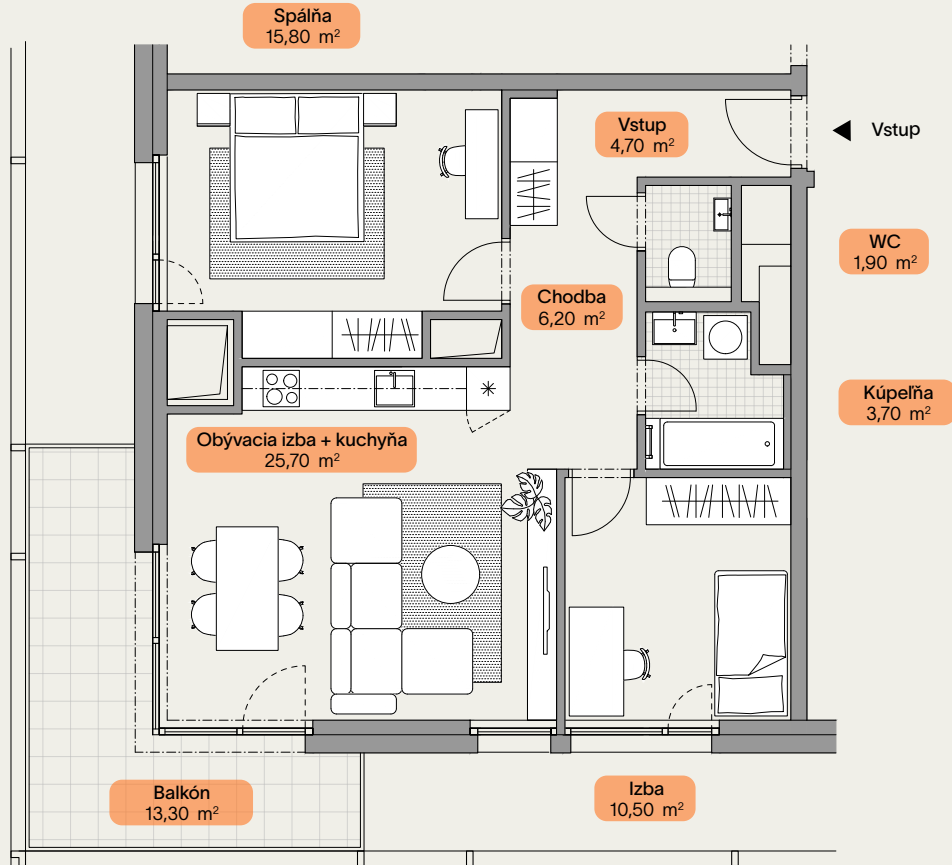 Spálňa
15,80 m²
Vstup
4,70 m²
Vstup
WC
1,90 m²
Chodba
6,20 m²
Kúpeľňa
3,70 m²
Obývacia izba + kuchyňa
25,70 m²
Balkón
13,30 m²
Izba
10,50 m²